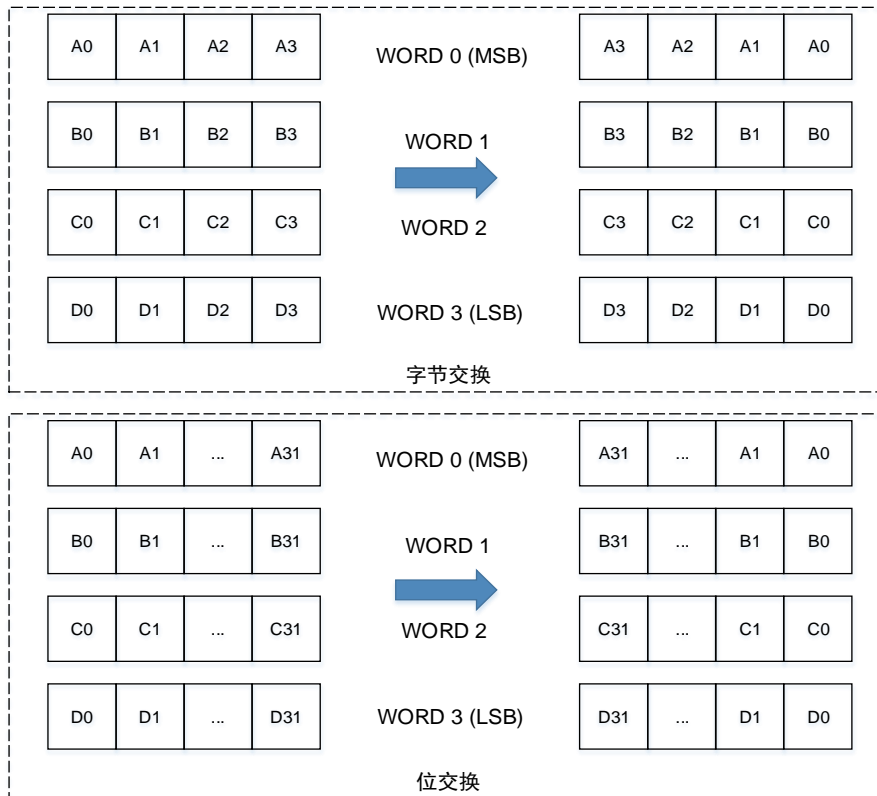 A0 A1 A2 A3 WORD 0 (MSB) A3 A2 A1 A0
B0 B1 B2 B3 WORD 1 B3 B2 B1 B0
C0 C1 C2 C3 WORD 2 C3 C2 C1 C0
D0 D1 D2 D3 WORD 3 (LSB) D3 D2 D1 D0
字节交换
A0 A1 ... A31 WORD 0 (MSB) A31 ... A1 A0
B0 B1 ... B31 WORD 1 B31 ... B1 B0
C0 C1 ... C31 WORD 2 C31 ... C1 C0
D0 D1 ... D31 WORD 3 (LSB) D31 ... D1 D0
位交换